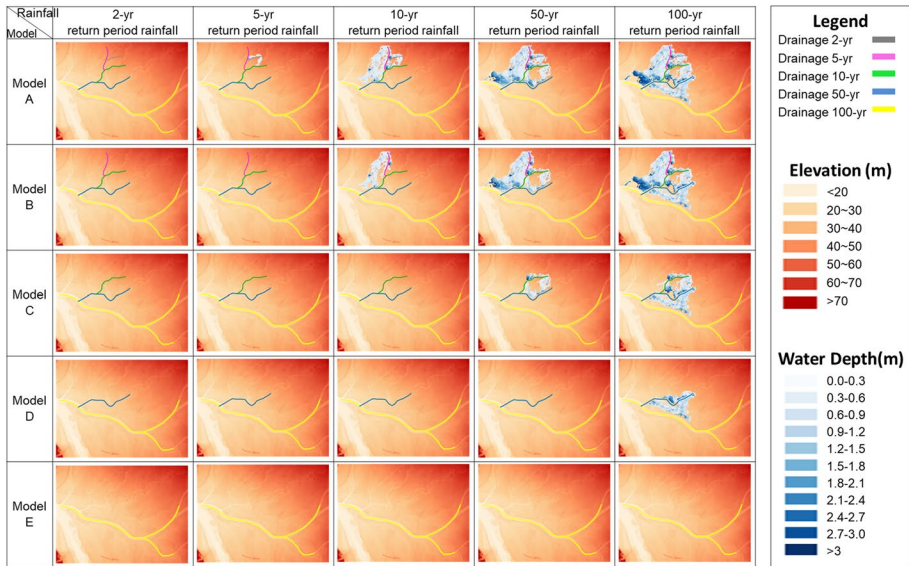 Rainfall
Model
2-yr
return period rainfall
5-yr
return period rainfall
10-yr
return period rainfall
50-yr
return period rainfall
100-yr
return period rainfall
Model
A
Model
B
Model
C
Model
D
Model
E
Legend
Drainage 2-yr
Drainage 5-yr
Drainage 10-yr
Drainage 50-yr
Drainage 100-yr
Elevation (m)
<20
20~30
30~40
40~50
50~60
60~70
>70
Water Depth(m)
0.0-0.3
0.3-0.6
0.6-0.9
0.9-1.2
1.2-1.5
1.5-1.8
1.8-2.1
2.1-2.4
2.4-2.7
2.7-3.0
>3